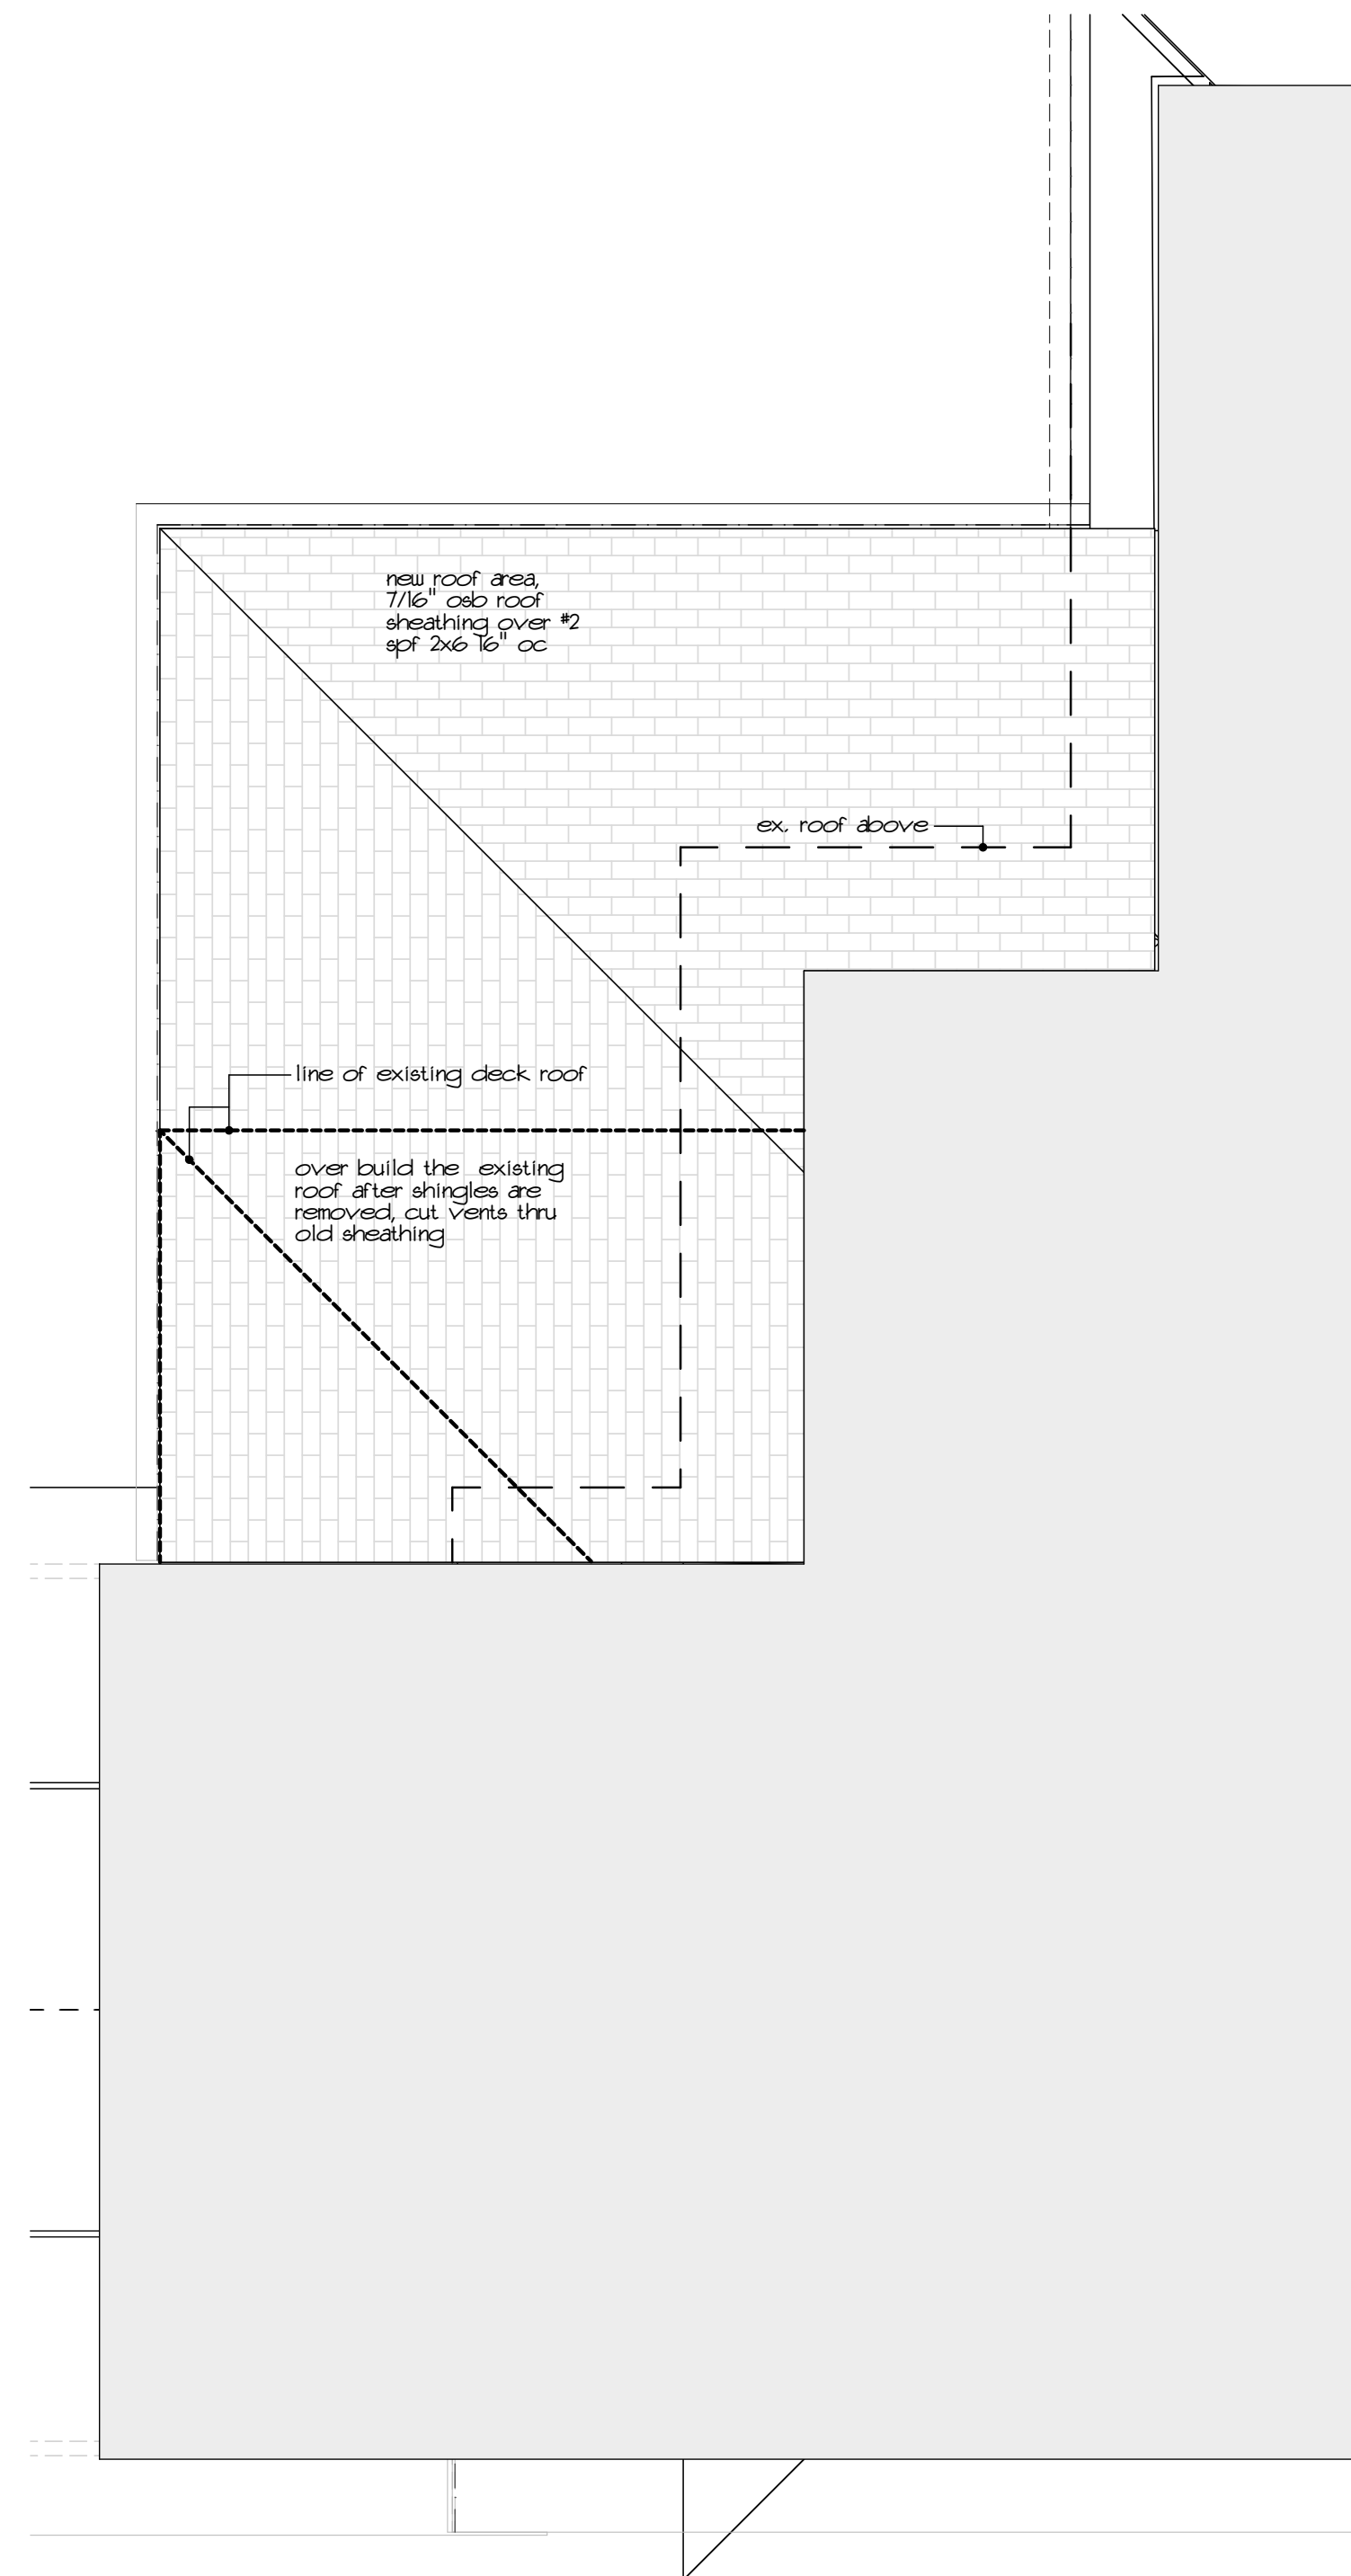 new roof area,
7/16" osb roof
sheathing over #2
spf 2x6 16" oc
ex. roof above
line of existing deck roof
over build the existing
roof after shingles are
removed, cut vents thru
old sheathing